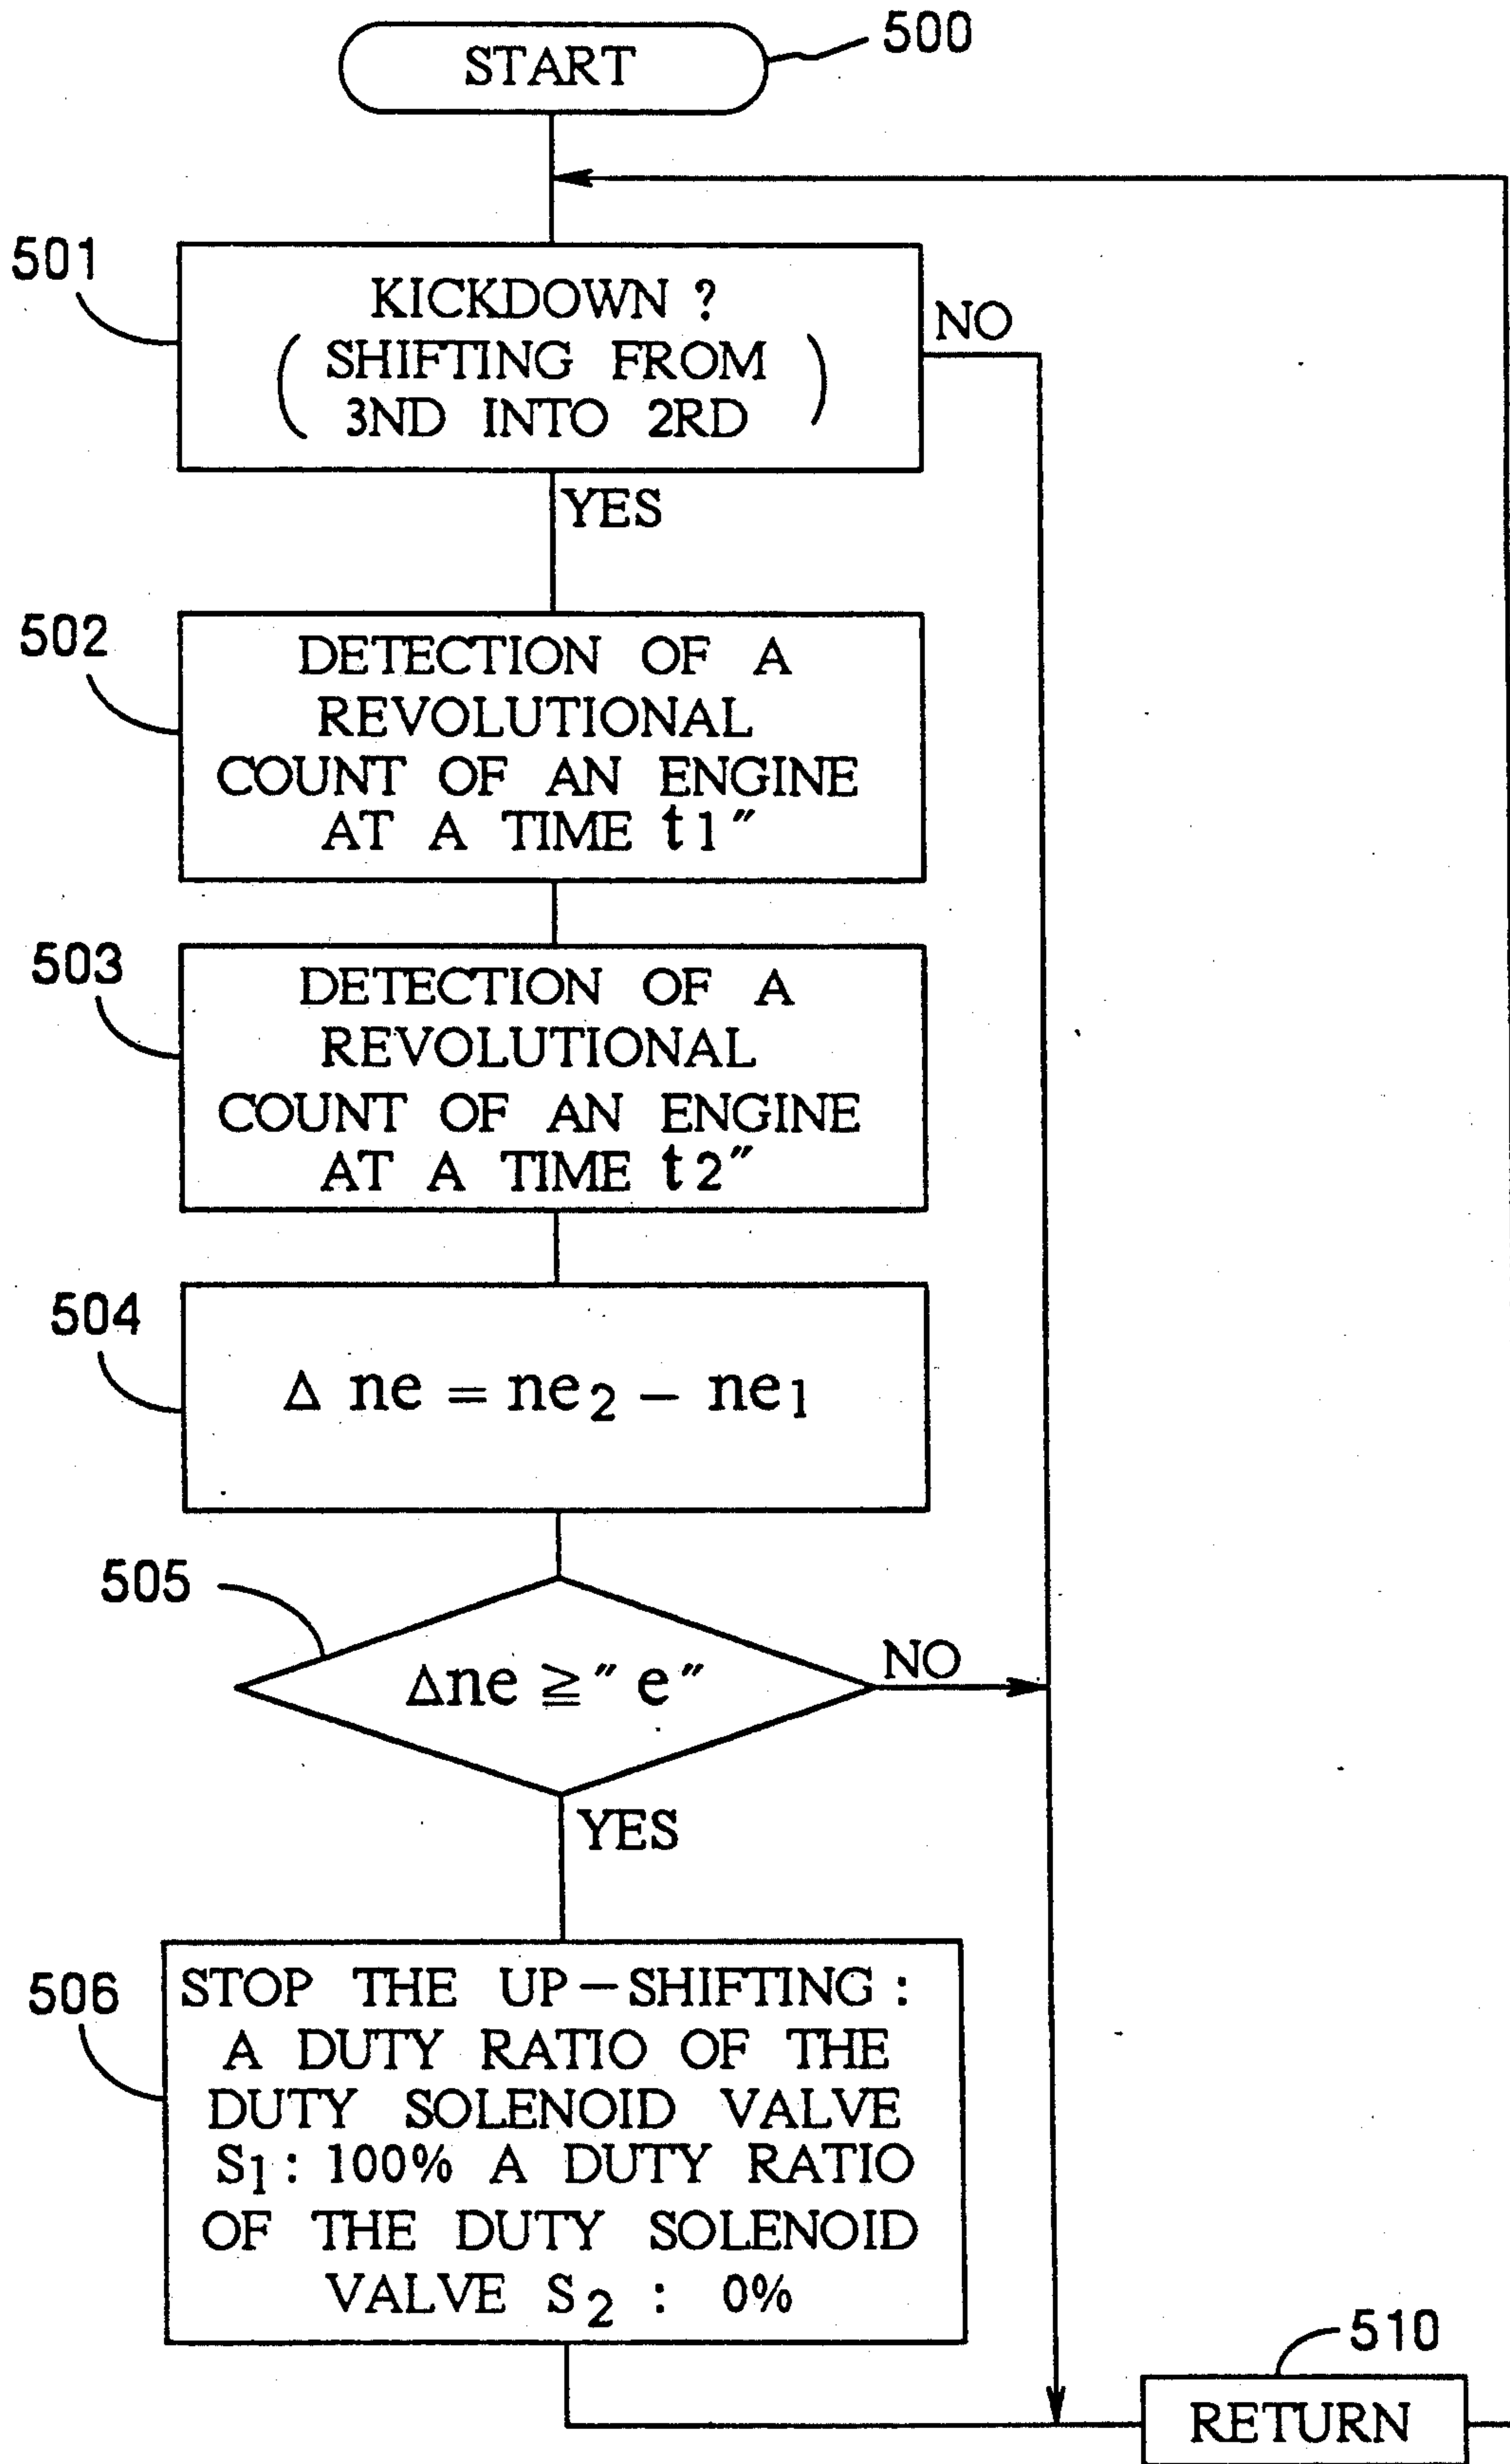 START
500
501
KICKDOWN ?
( SHIFTING FROM
3ND INTO 2RD )
NO
YES
502
DETECTION OF A
REVOLUTIONAL
COUNT OF AN ENGINE
AT A TIME t1"
503
DETECTION OF A
REVOLUTIONAL
COUNT OF AN ENGINE
AT A TIME t2"
504
Δ ne = ne₂ – ne₁
505
Δne ≧ " e "
NO
YES
506
STOP THE UP–SHIFTING :
A DUTY RATIO OF THE
DUTY SOLENOID VALVE
S₁ : 100% A DUTY RATIO
OF THE DUTY SOLENOID
VALVE S₂ : 0%
510
RETURN